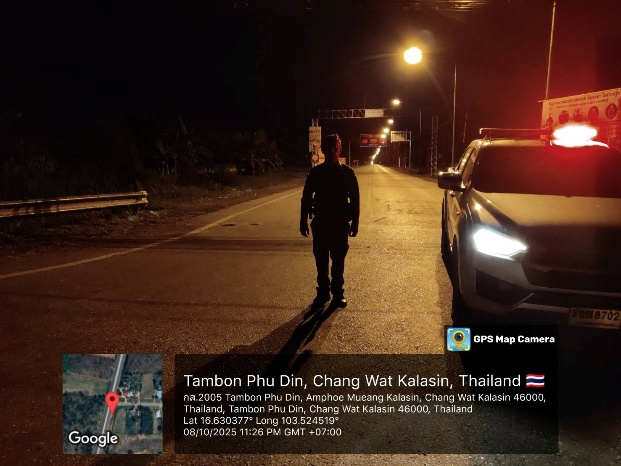 GPS Map Camera
Tambon Phu Din, Chang Wat Kalasin, Thailand 🇹🇭
กส.2005 Tambon Phu Din, Amphoe Mueang Kalasin, Chang Wat Kalasin 46000,
Thailand, Tambon Phu Din, Chang Wat Kalasin 46000, Thailand
Lat 16.630377° Long 103.524519°
08/10/2025 11:26 PM GMT +07:00
Google
8702